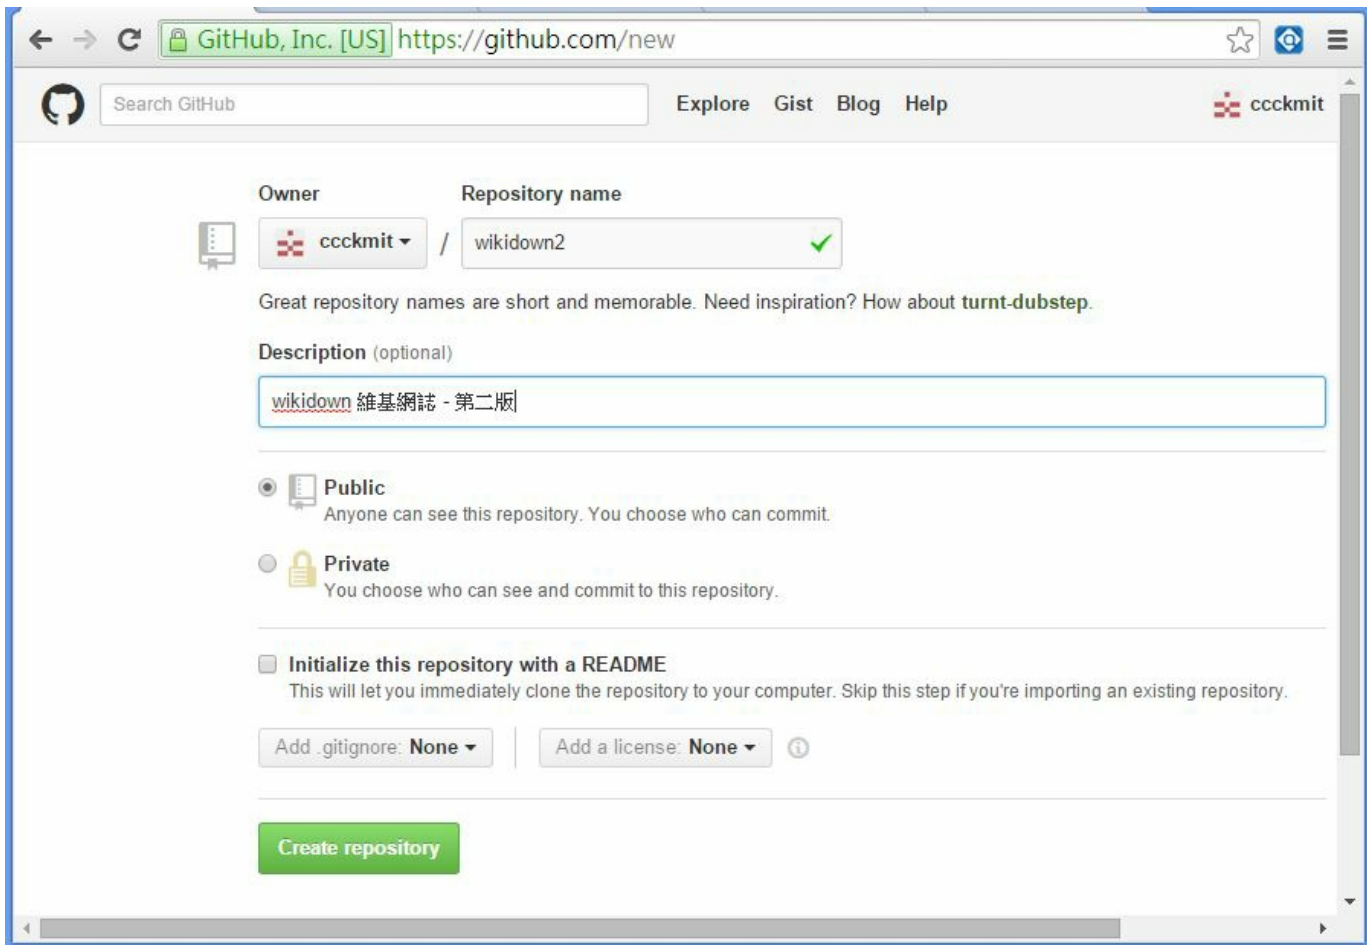 GitHub, Inc. [US] https://github.com/new
Search GitHub Explore Gist Blog Help ccckmit
Owner Repository name
ccckmit / wikidown2
Great repository names are short and memorable. Need inspiration? How about turnt-dubstep.
Description (optional)
wikidown 維基網誌 - 第二版
Public
Anyone can see this repository. You choose who can commit.
Private
You choose who can see and commit to this repository.
Initialize this repository with a README
This will let you immediately clone the repository to your computer. Skip this step if you're importing an existing repository.
Add .gitignore: None Add a license: None
Create repository